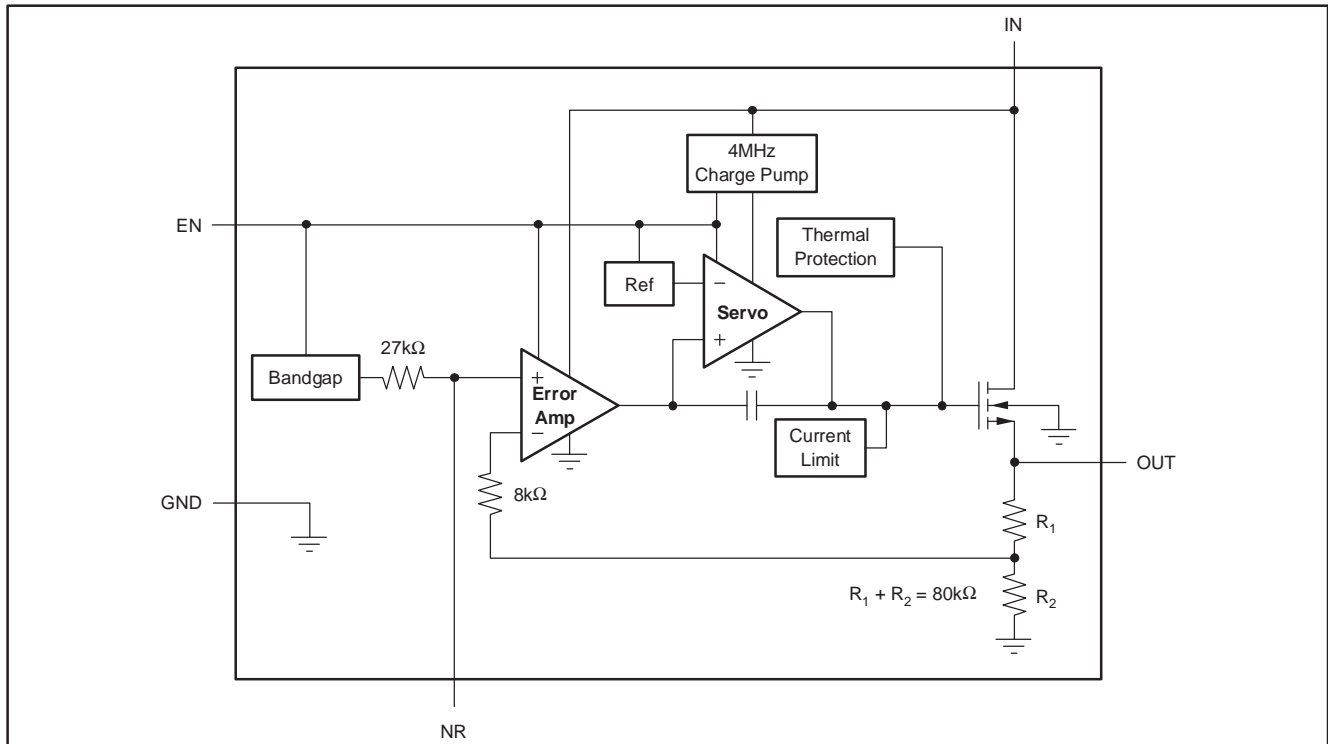 IN
4MHz
Charge Pump
EN
Thermal
Protection
Ref
−
Servo
+
27kΩ
Bandgap
+
Error
Amp
−
Current
Limit
OUT
8kΩ
GND
R1
R1 + R2 = 80kΩ
R2
NR